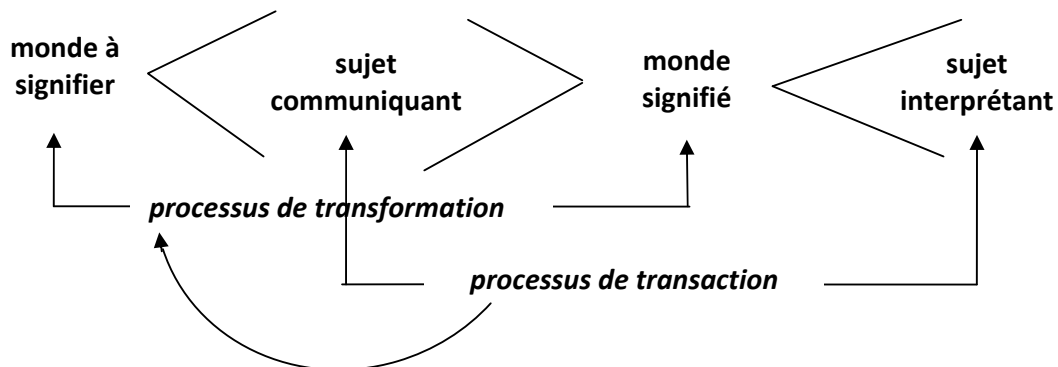 monde à
signifier
sujet
communiquant
monde
signifié
sujet
interprétant
processus de transformation
processus de transaction